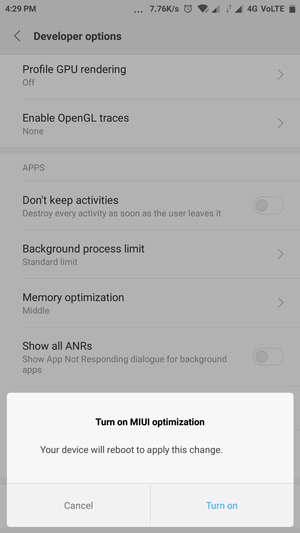 4:29 PM ... 7.76K/s 4G VoLTE
Developer options
Profile GPU rendering
Off
Enable OpenGL traces
None
APPS
Don't keep activities
Destroy every activity as soon as the user leaves it
Background process limit
Standard limit
Memory optimization
Middle
Show all ANRs
Show App Not Responding dialogue for background
apps
Turn on MIUI optimization
Your device will reboot to apply this change.
Cancel
Turn on